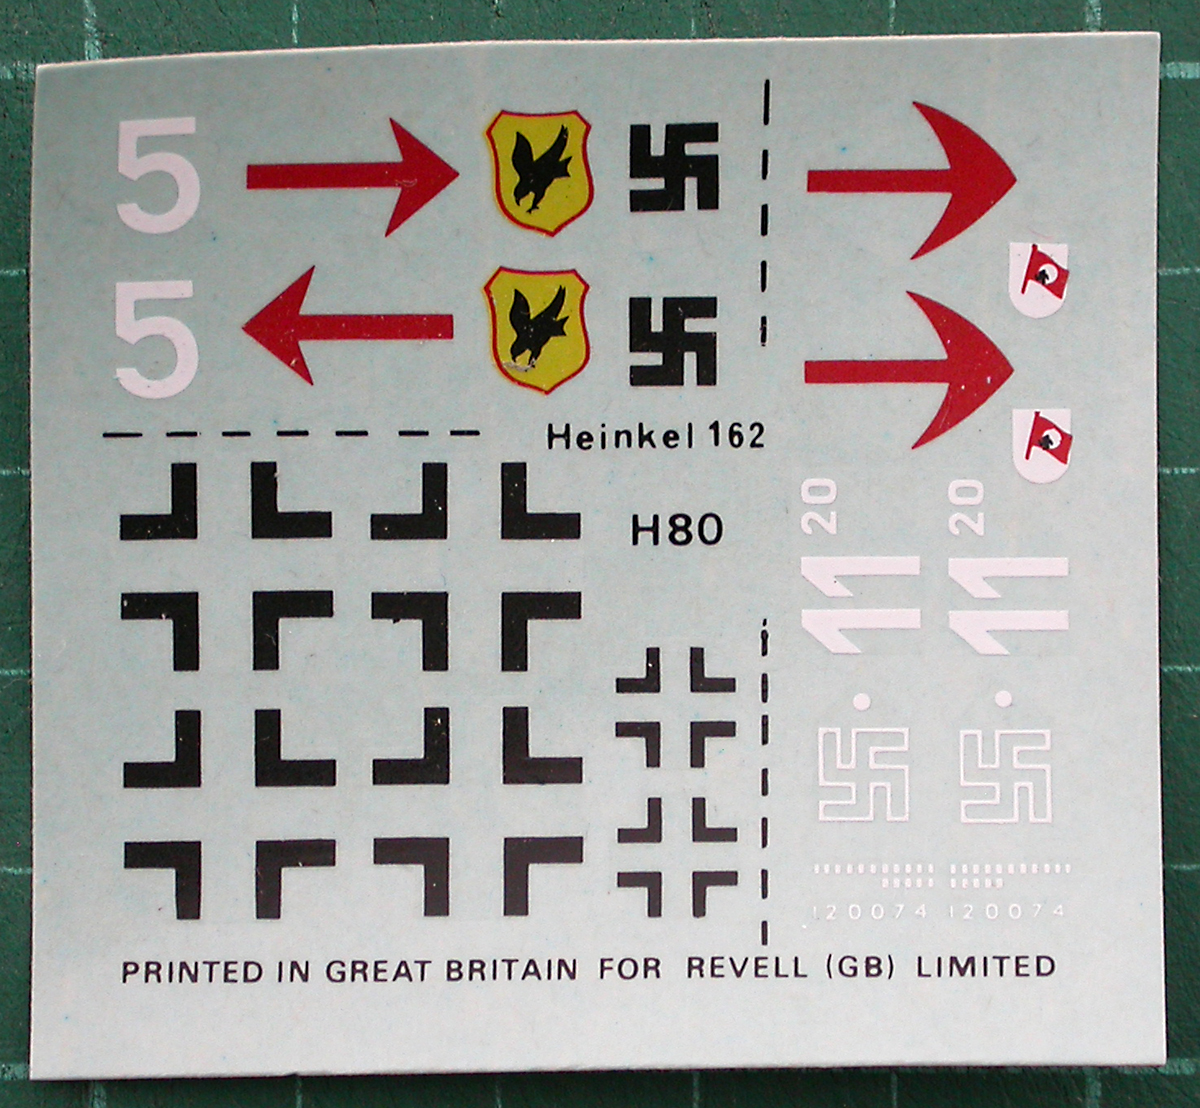 5
5
Heinkel 162
H80
20
20
11
11
120074 120074
PRINTED IN GREAT BRITAIN FOR REVELL (GB) LIMITED